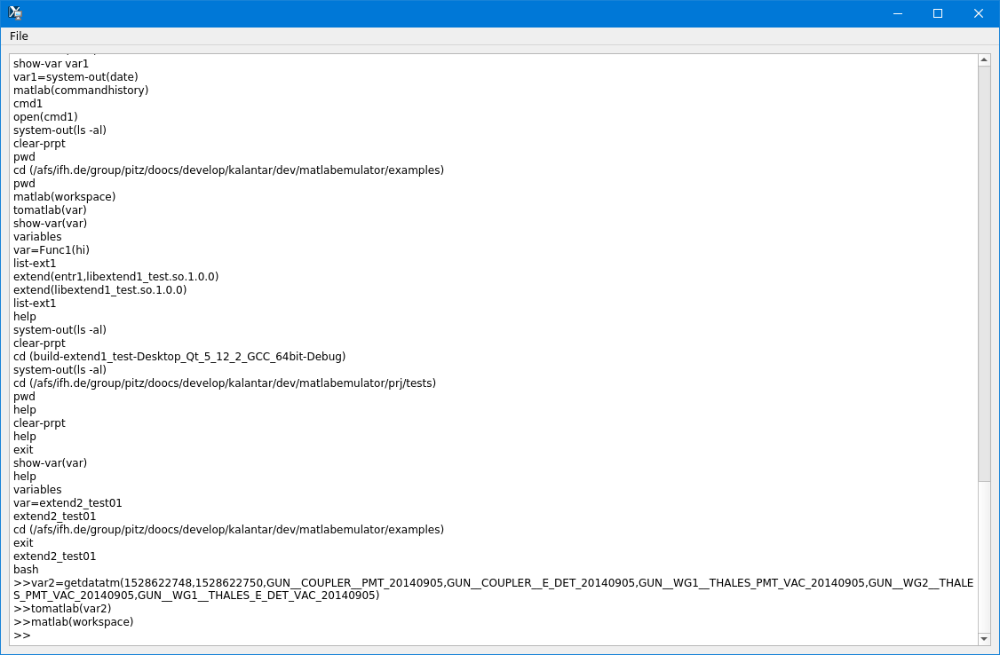 File
show-var var1
var1=system-out(date)
matlab(commandhistory)
cmd1
open(cmd1)
system-out(ls -al)
clear-prpt
pwd
cd (/afs/ifh.de/group/pitz/doocs/develop/kalantar/dev/matlabemulator/examples)
pwd
matlab(workspace)
tomatlab(var)
show-var(var)
variables
var=Func1(hi)
list-ext1
extend(entr1,libextend1_test.so.1.0.0)
extend(libextend1_test.so.1.0.0)
list-ext1
help
system-out(ls -al)
clear-prpt
cd (build-extend1_test-Desktop_Qt_5_12_2_GCC_64bit-Debug)
system-out(ls -al)
cd (/afs/ifh.de/group/pitz/doocs/develop/kalantar/dev/matlabemulator/prj/tests)
pwd
help
clear-prpt
help
exit
show-var(var)
help
variables
var=extend2_test01
extend2_test01
cd (/afs/ifh.de/group/pitz/doocs/develop/kalantar/dev/matlabemulator/examples)
exit
extend2_test01
bash
>>var2=getdatatm(1528622748,1528622750,GUN__COUPLER__PMT_20140905,GUN__COUPLER__E_DET_20140905,GUN__WG1__THALES_PMT_VAC_20140905,GUN__WG2__THALE
S_PMT_VAC_20140905,GUN__WG1__THALES_E_DET_VAC_20140905)
>>tomatlab(var2)
>>matlab(workspace)
>>